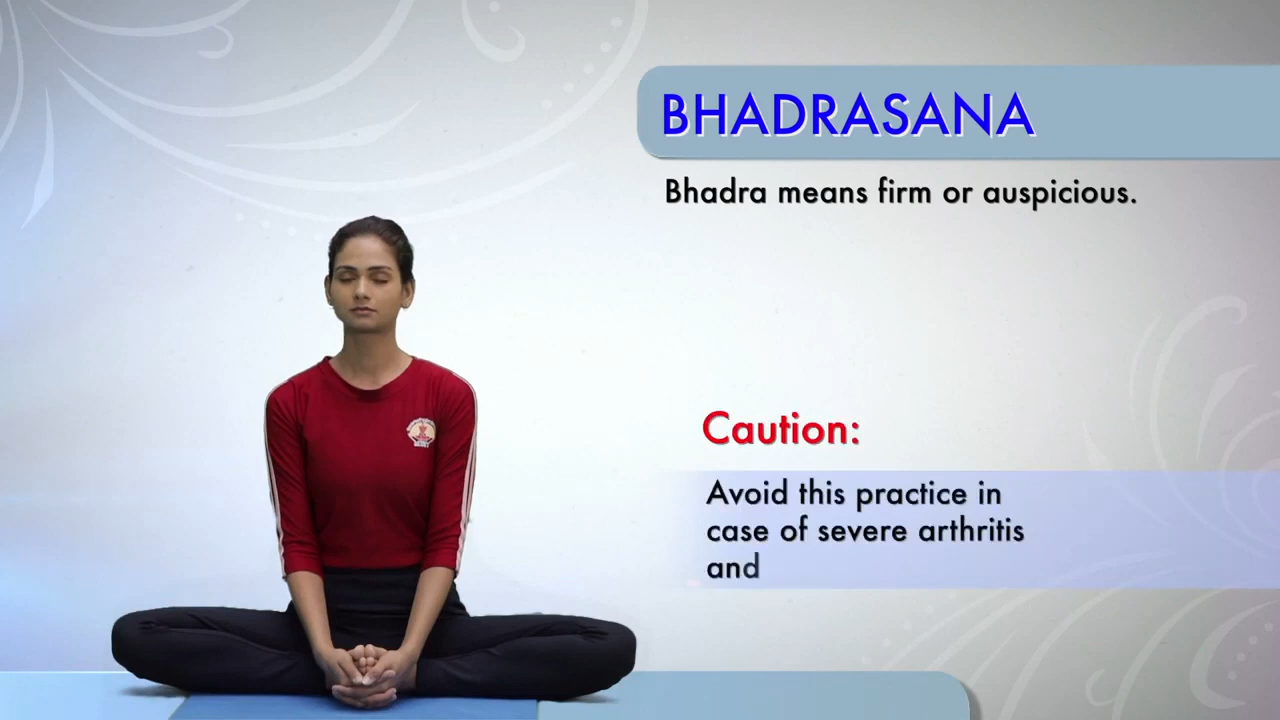 BHADRASANA
Bhadra means firm or auspicious.
Caution:
Avoid this practice in
case of severe arthritis
and